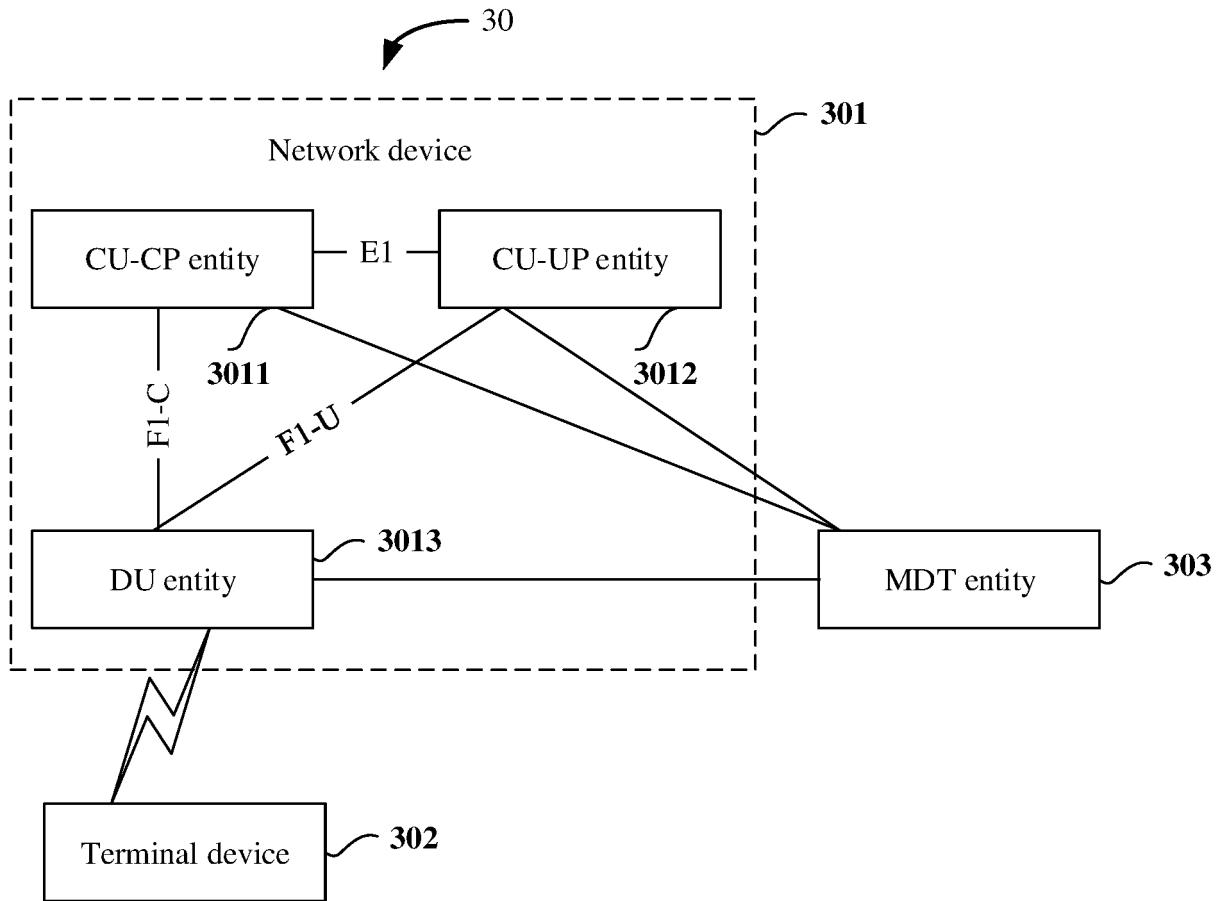 30
301
Network device
CU-CP entity
E1
CU-UP entity
3011
3012
F1-C
F1-U
3013
DU entity
MDT entity
303
Terminal device
302